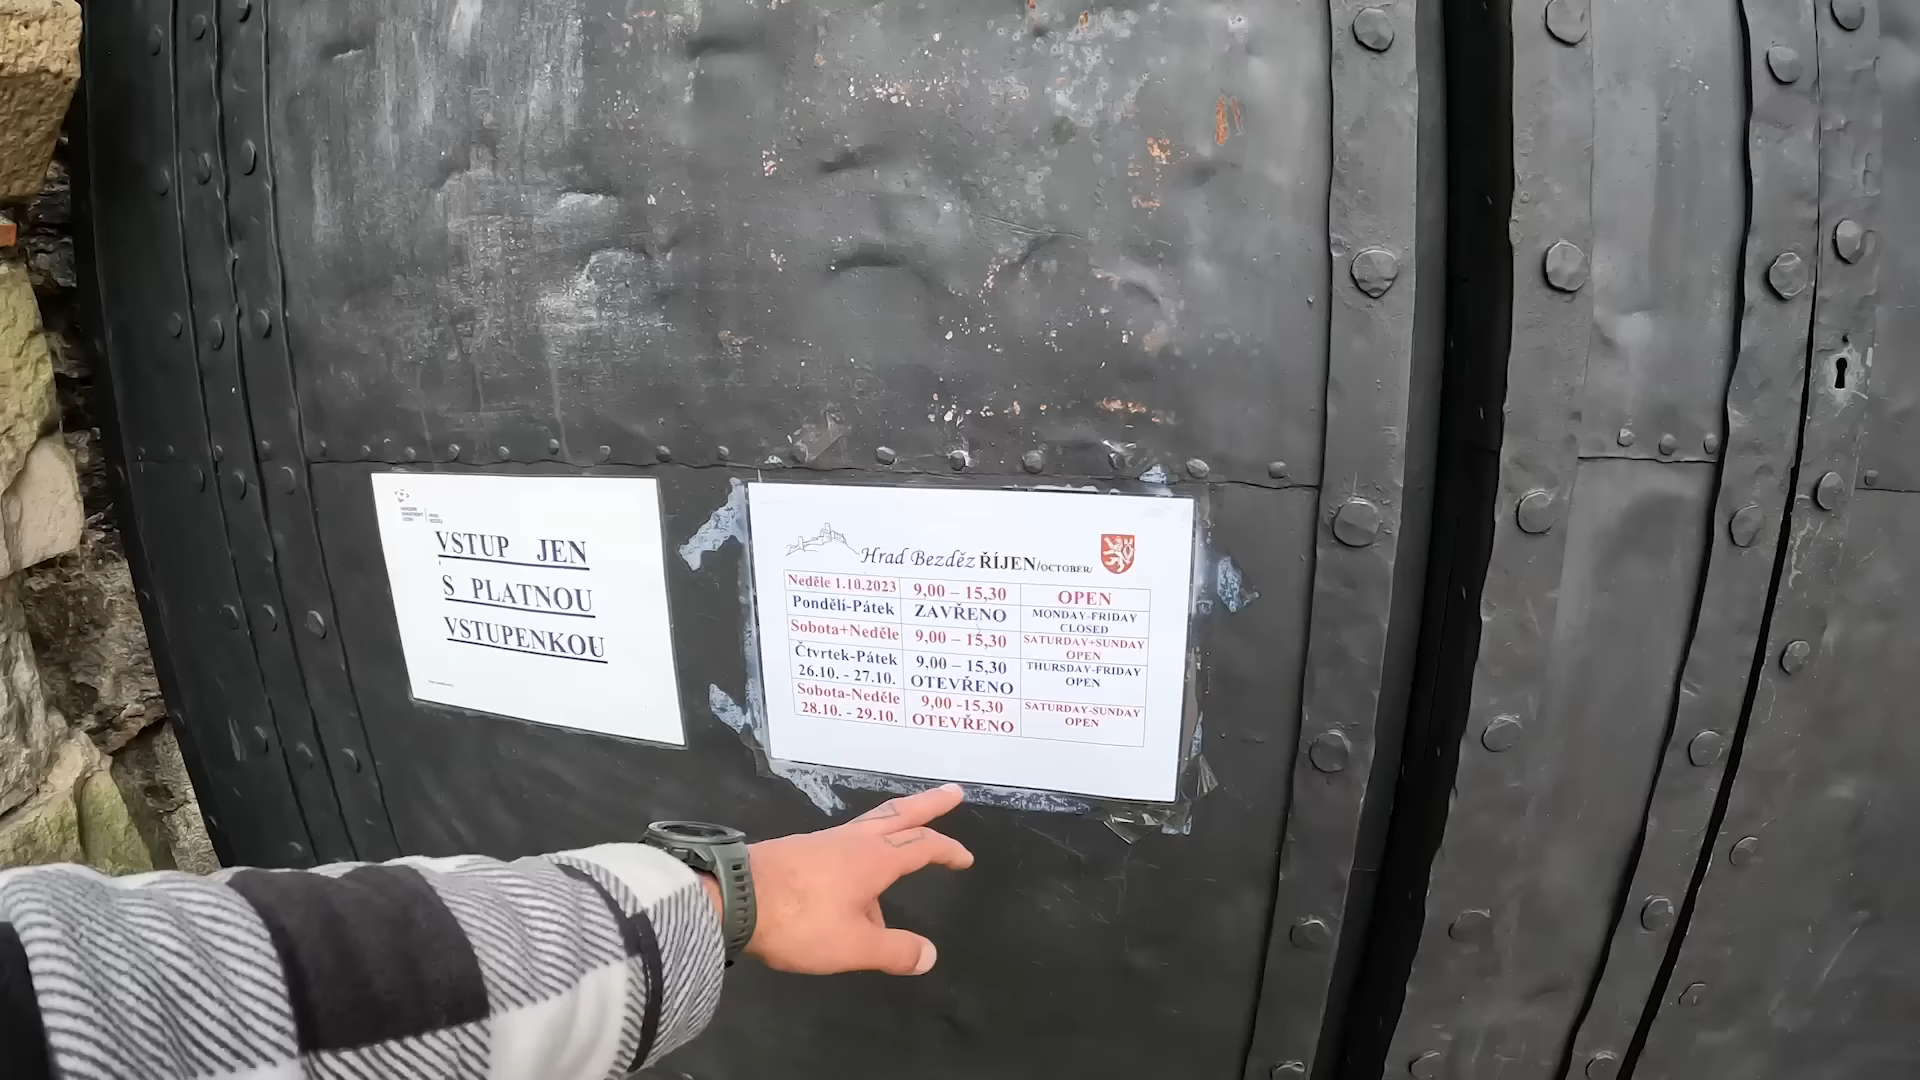 VSTUP JEN
S PLATNOU
VSTUPENKOU
Hrad Bezděz ŘÍJEN/OCTOBER/
Neděle 1.10.2023 9,00 – 15,30 OPEN
Pondělí-Pátek ZAVŘENO MONDAY-FRIDAY
CLOSED
Sobota+Neděle 9,00 – 15,30 SATURDAY+SUNDAY
OPEN
Čtvrtek-Pátek 9,00 – 15,30 THURSDAY-FRIDAY
26.10. - 27.10. OTEVŘENO OPEN
Sobota-Neděle 9,00 -15,30 SATURDAY-SUNDAY
28.10. - 29.10. OTEVŘENO OPEN